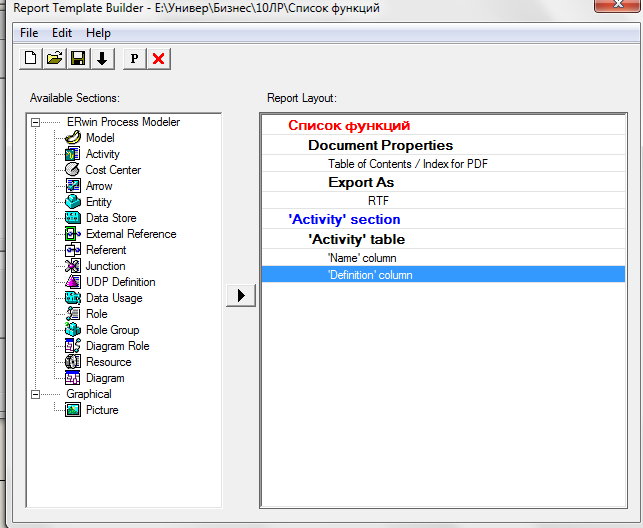 Report Template Builder - E:\Универ\Бизнес\10ЛР\Список функций
File Edit Help
P
Available Sections:
Report Layout:
ERwin Process Modeler
Model
Activity
Cost Center
Arrow
Entity
Data Store
External Reference
Referent
Junction
UDP Definition
Data Usage
Role
Role Group
Diagram Role
Resource
Diagram
Graphical
Picture
Список функций
Document Properties
Table of Contents / Index for PDF
Export As
RTF
'Activity' section
'Activity' table
'Name' column
'Definition' column